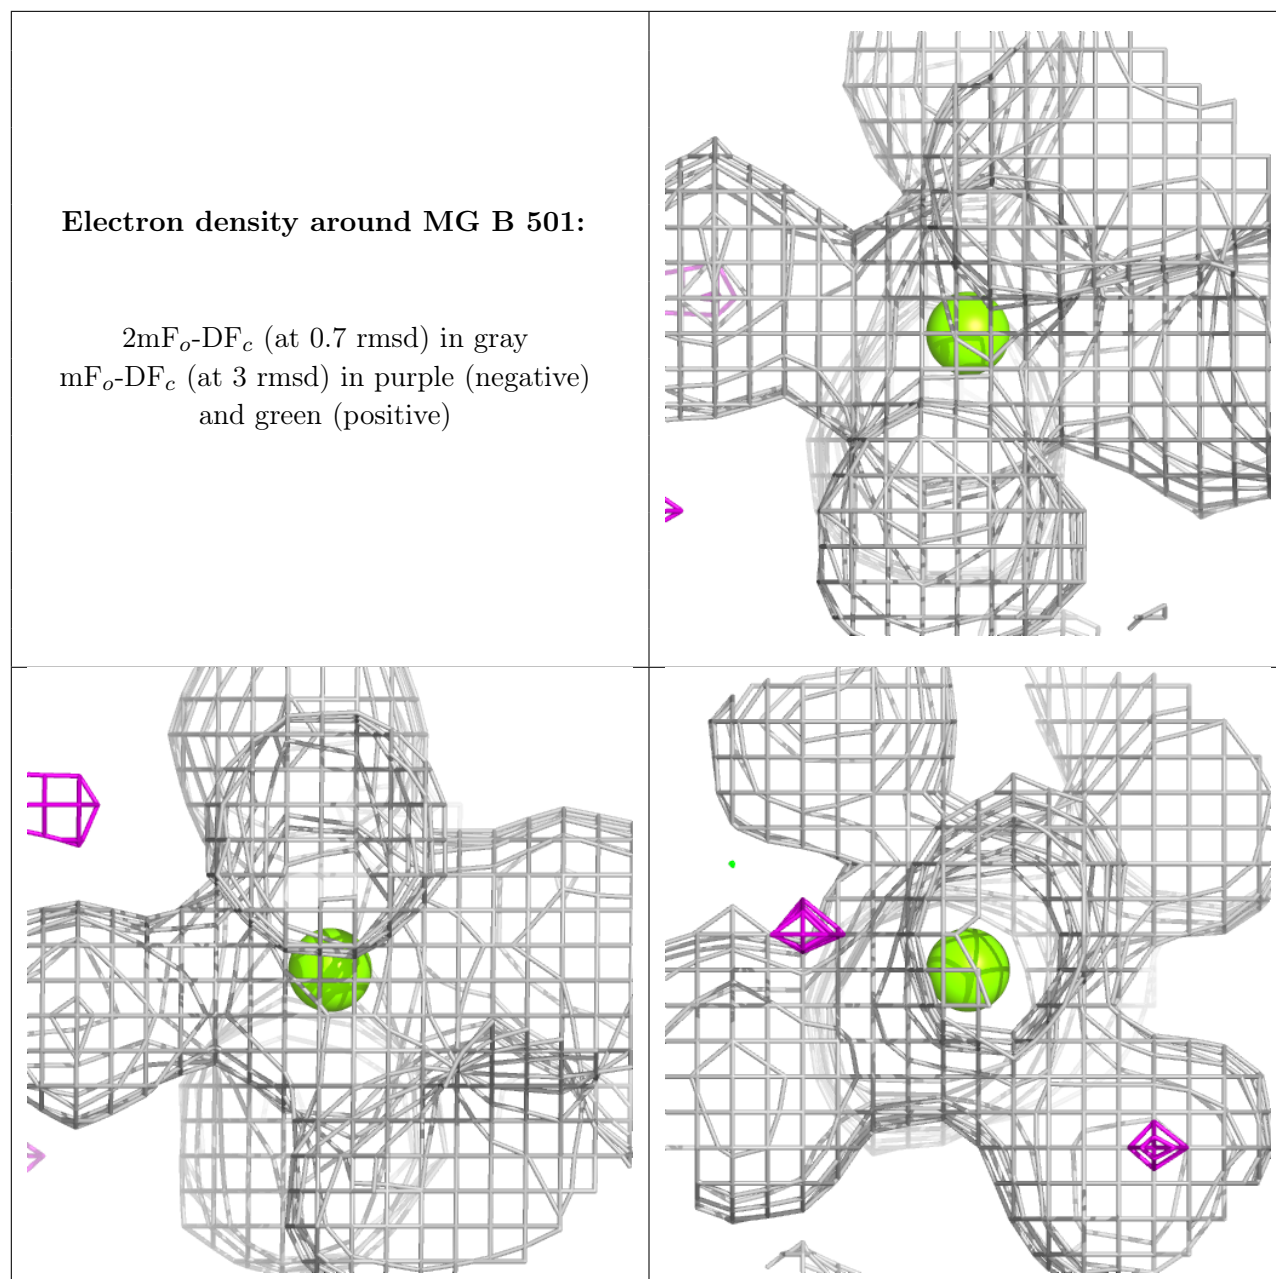 Electron density around MG B 501:
2mFo-DFc (at 0.7 rmsd) in gray
mFo-DFc (at 3 rmsd) in purple (negative)
and green (positive)